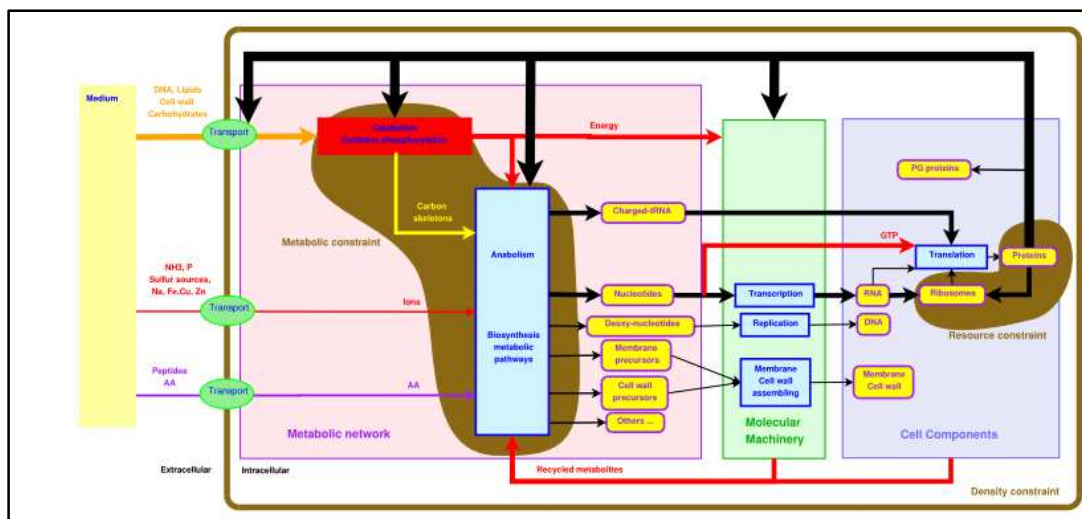 Medium
DNA, Lipids
Cell wall
Carbohydrates
Transport
Catabolism
Oxidative phosphorylation
Energy
Carbon
skeletons
Metabolic constraint
Charged-tRNA
PG proteins
GTP
Translation
Proteins
Anabolism
NH3, P
Sulfur sourcea,
Na, Fe,Cu, Zn
Transport
Ions
Nucleotides
Transcription
RNA
Ribosomes
Resource constraint
Deoxy-nucleotides
Replication
DNA
Biosynthesis
metabolic
pathways
Membrane
precursors
Peptides
AA
Transport
AA
Cell wall
precursors
Membrane
Cell wall
assembling
Membrane
Cell wall
Others ...
Metabolic network
Molecular
Machinery
Cell Components
Extracellular
Intracellular
Recycled metabolites
Density constraint